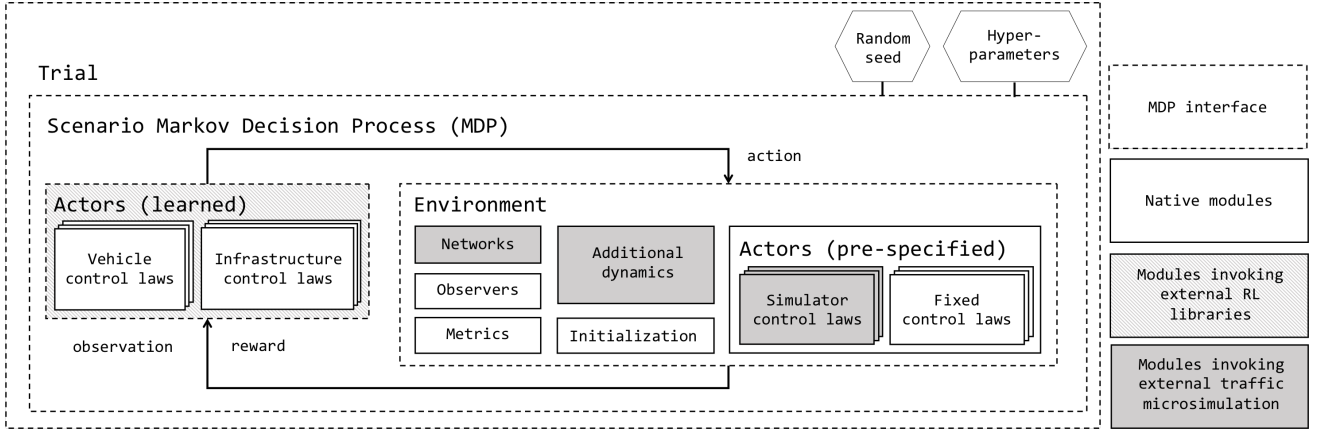 Random
seed
Hyper-
parameters
Trial
Scenario Markov Decision Process (MDP)
action
Actors (learned)
Vehicle
control laws
Infrastructure
control laws
observation
reward
Environment
Networks
Observers
Metrics
Additional
dynamics
Initialization
Actors (pre-specified)
Simulator
control laws
Fixed
control laws
MDP interface
Native modules
Modules invoking
external RL
libraries
Modules invoking
external traffic
microsimulation